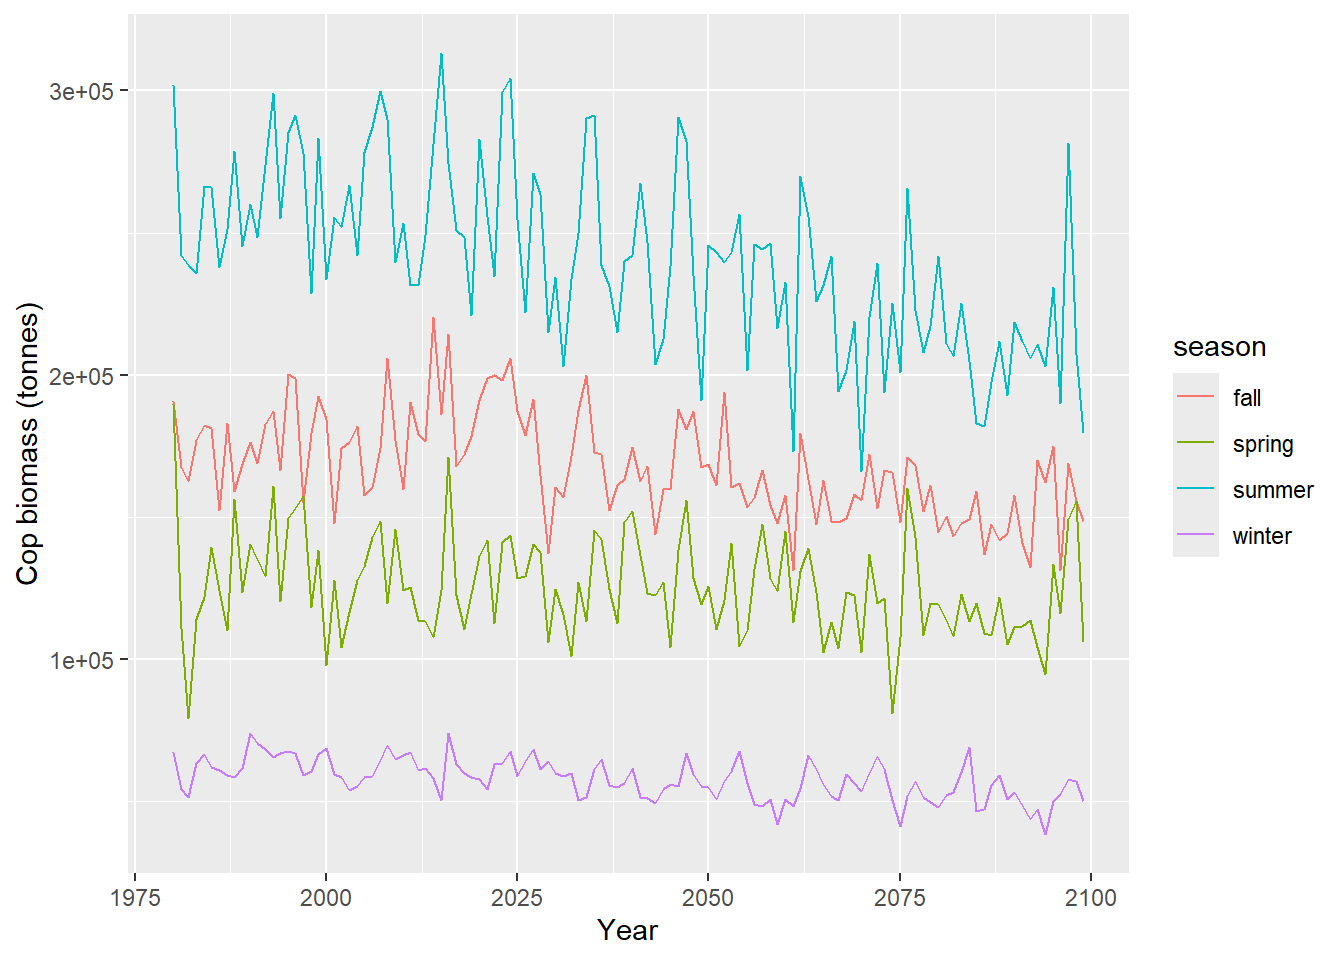 3e+05
2e+05
1e+05
Cop biomass (tonnes)
1975 2000 2025 2050 2075 2100
Year
season
fall
spring
summer
winter